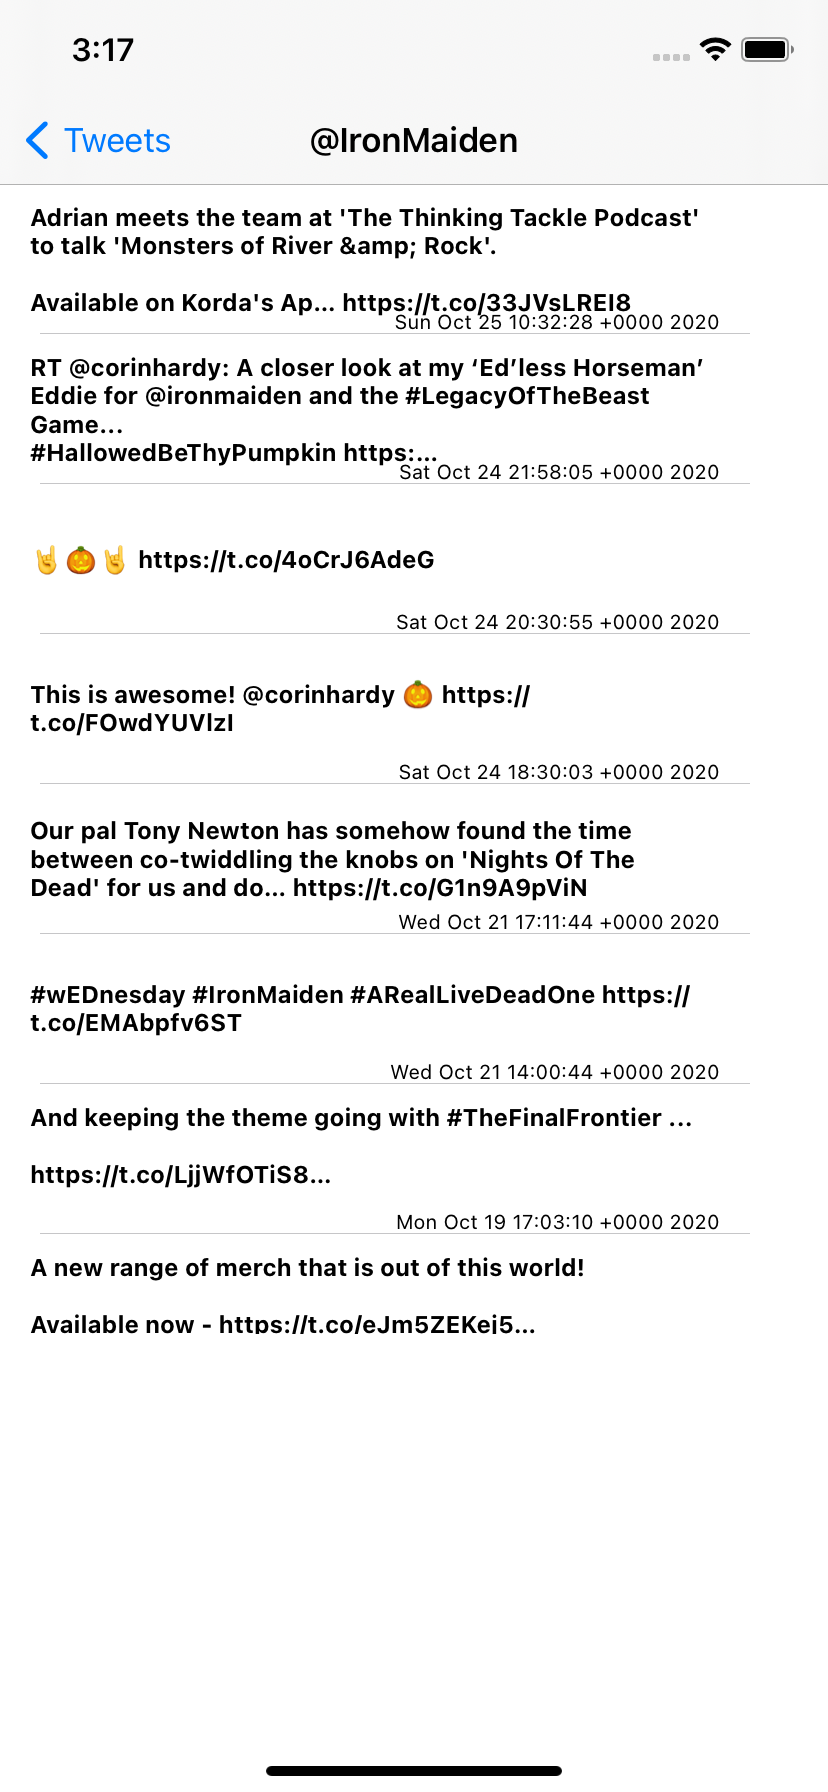 3:17
Tweets
@IronMaiden
Adrian meets the team at 'The Thinking Tackle Podcast'
to talk 'Monsters of River &amp; Rock'.
Available on Korda's Ap... https://t.co/33JVsLREI8
Sun Oct 25 10:32:28 +0000 2020
RT @corinhardy: A closer look at my ‘Ed’less Horseman’
Eddie for @ironmaiden and the #LegacyOfTheBeast
Game...
#HallowedBeThyPumpkin https:...
Sat Oct 24 21:58:05 +0000 2020
🤘🎃🤘 https://t.co/4oCrJ6AdeG
Sat Oct 24 20:30:55 +0000 2020
This is awesome! @corinhardy 🎃 https://
t.co/FOwdYUVlzI
Sat Oct 24 18:30:03 +0000 2020
Our pal Tony Newton has somehow found the time
between co-twiddling the knobs on 'Nights Of The
Dead' for us and do... https://t.co/G1n9A9pViN
Wed Oct 21 17:11:44 +0000 2020
#wEDnesday #IronMaiden #ARealLiveDeadOne https://
t.co/EMAbpfv6ST
Wed Oct 21 14:00:44 +0000 2020
And keeping the theme going with #TheFinalFrontier ...
https://t.co/LjjWfOTiS8...
Mon Oct 19 17:03:10 +0000 2020
A new range of merch that is out of this world!
Available now - https://t.co/eJm5ZEKej5...